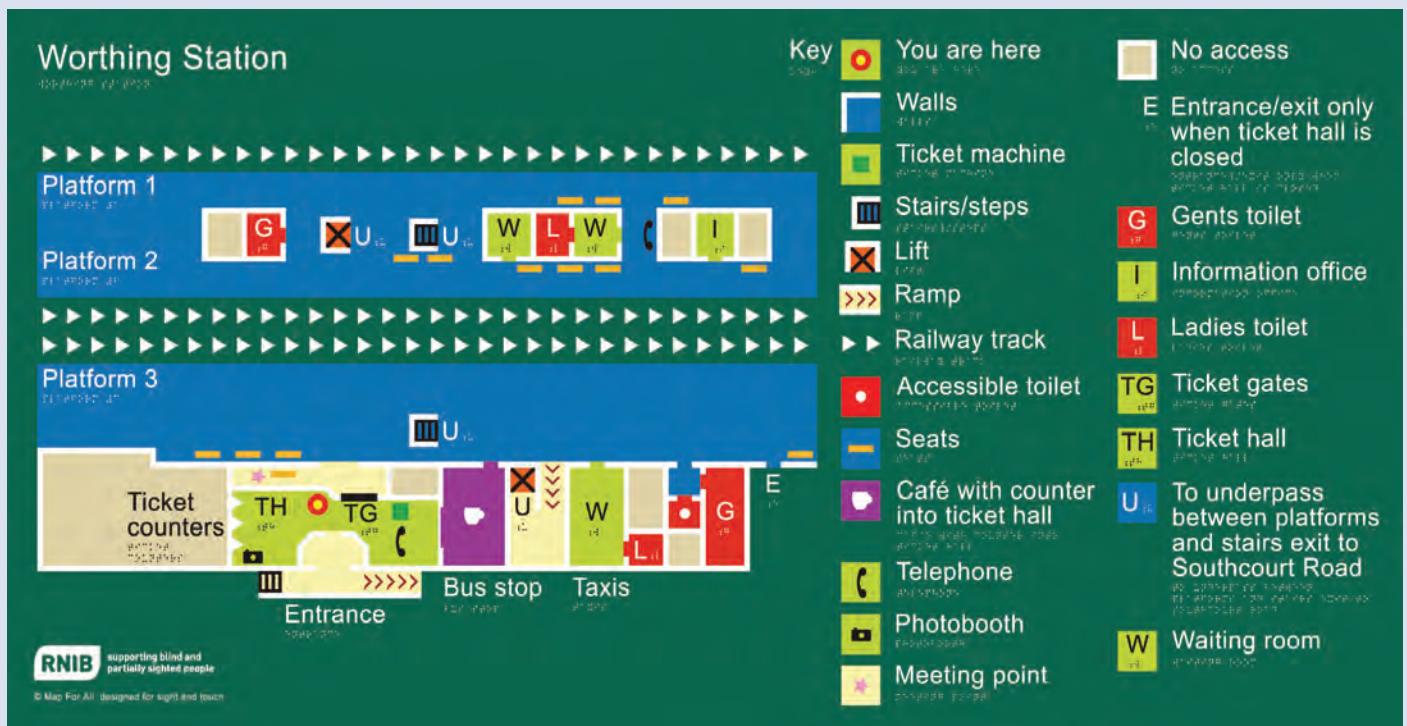 Worthing Station
Platform 1
G
U
U
W
L
W
I
Platform 2
Platform 3
U
Ticket
counters
TH
TG
U
W
L
G
E
Entrance
Bus stop
Taxis
RNIB
supporting blind and
partially sighted people
© Map For All designed for sight and touch
Key
You are here
Walls
Ticket machine
Stairs/steps
Lift
Ramp
Railway track
Accessible toilet
Seats
Café with counter
into ticket hall
Telephone
Photobooth
Meeting point
No access
E Entrance/exit only
when ticket hall is
closed
G Gents toilet
I Information office
L Ladies toilet
TG Ticket gates
TH Ticket hall
U To underpass
between platforms
and stairs exit to
Southcourt Road
W Waiting room